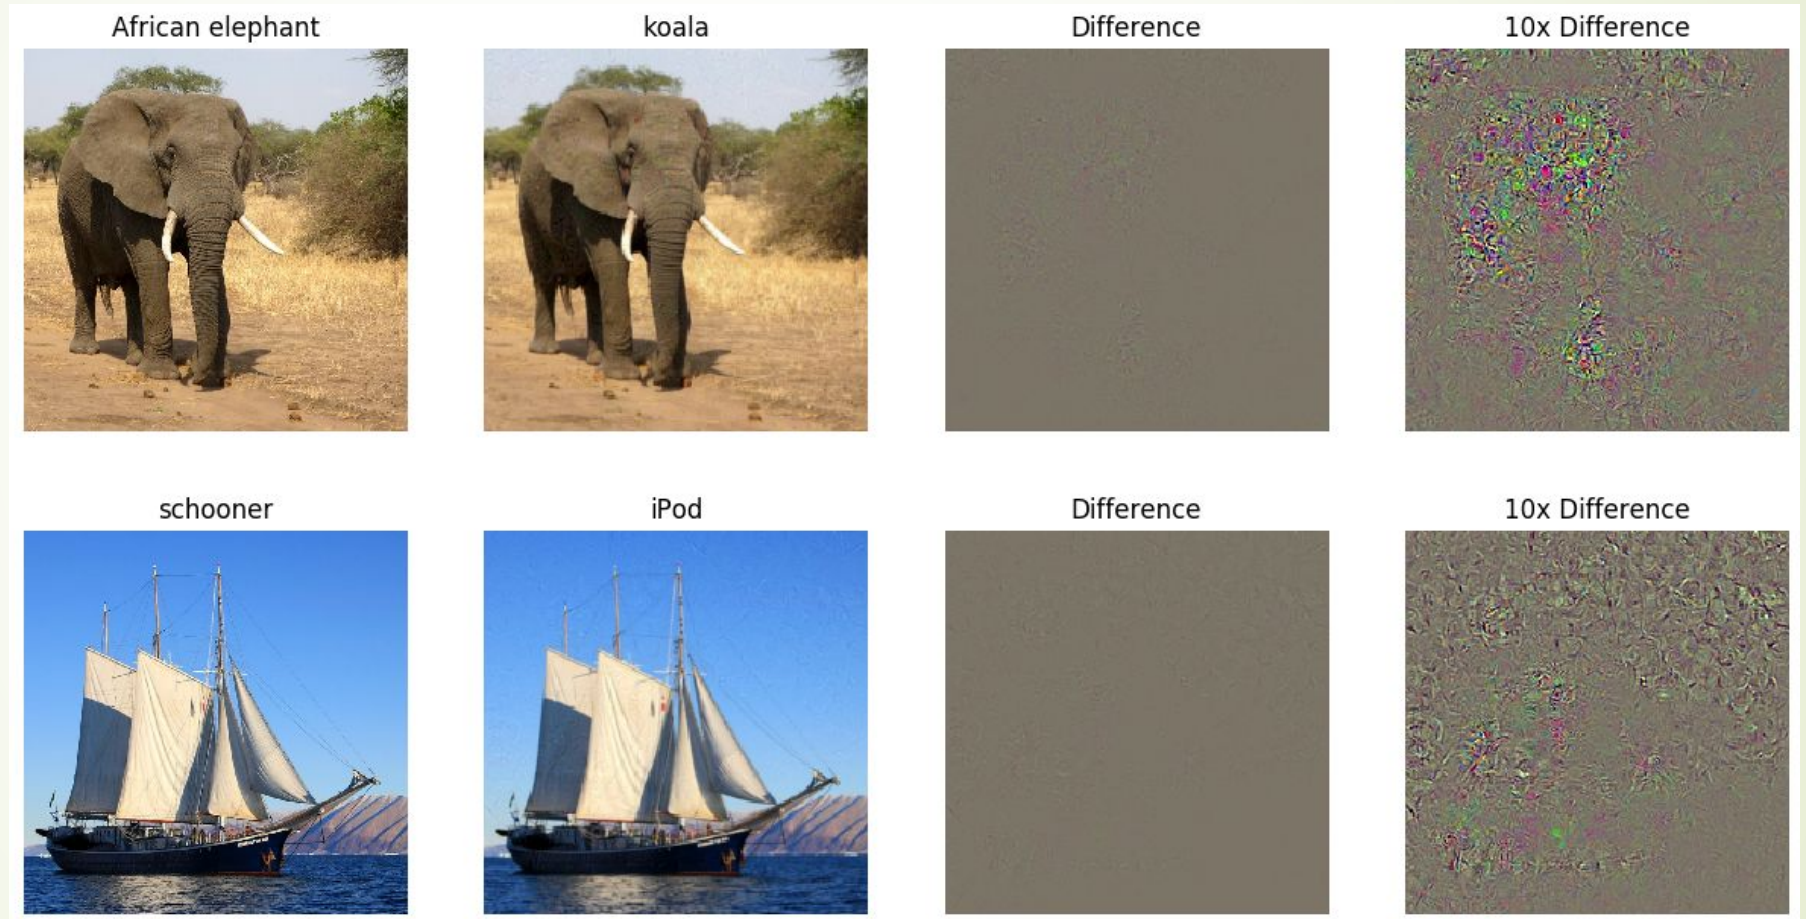 African elephant
koala
Difference
10x Difference
schooner
iPod
Difference
10x Difference